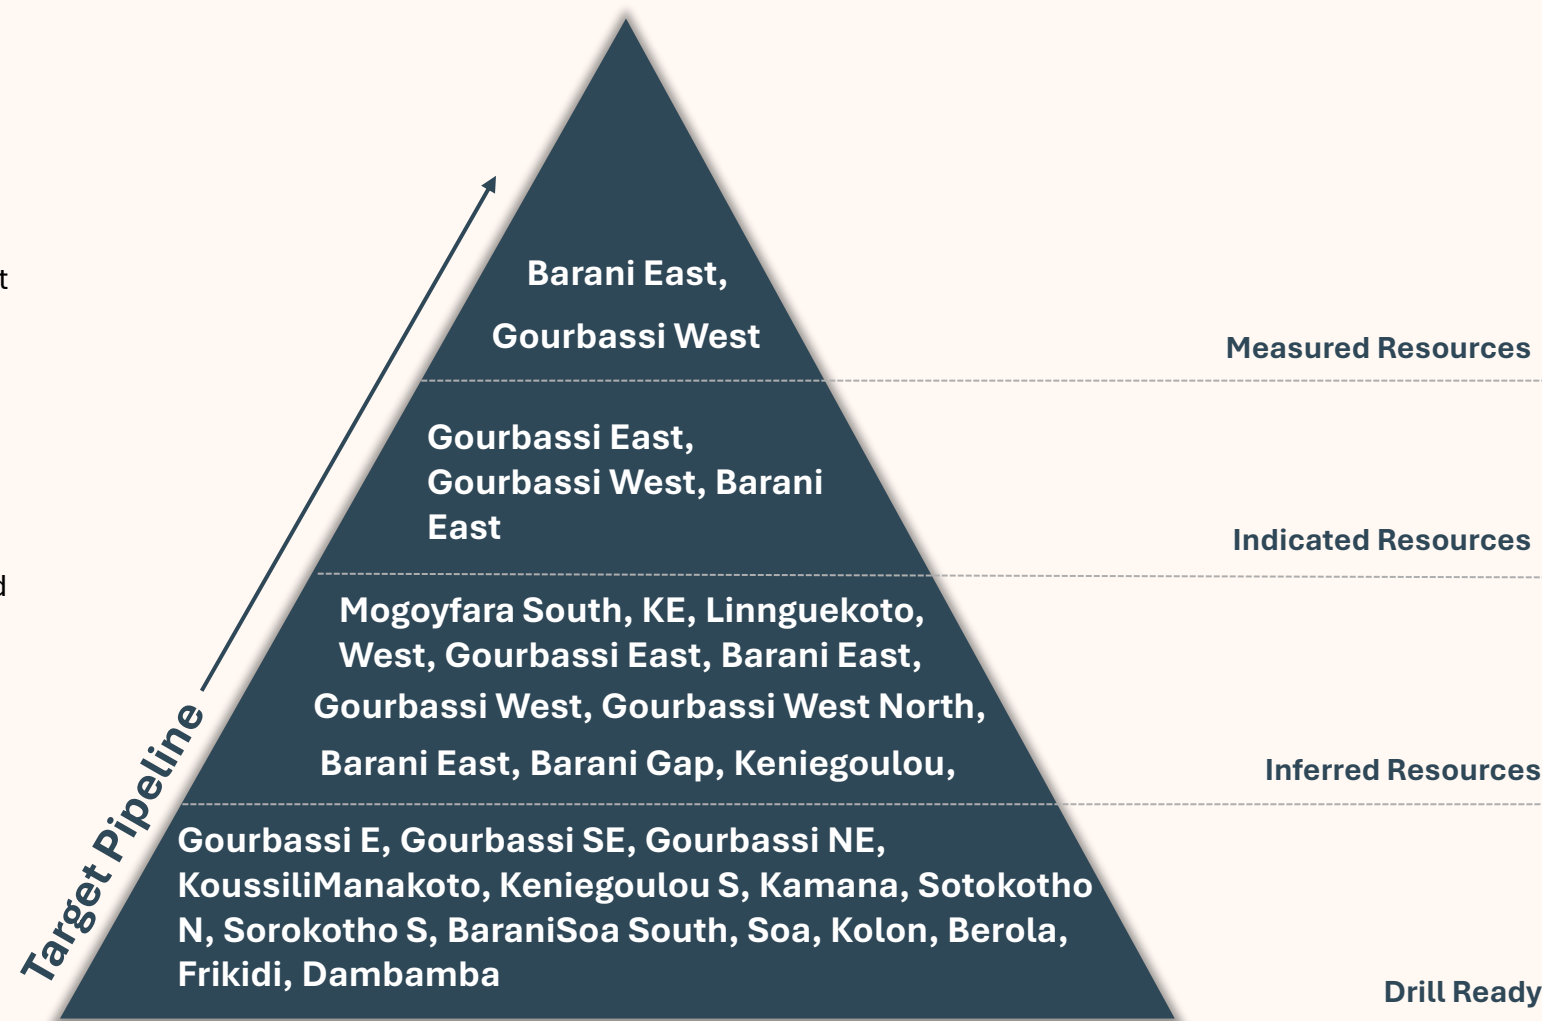 t
Barani East,
Gourbassi West
Measured Resources
Gourbassi East,
Gourbassi West, Barani
East
Indicated Resources
d
Mogoyfara South, KE, Linnguekoto,
West, Gourbassi East, Barani East,
Gourbassi West, Gourbassi West North,
Barani East, Barani Gap, Keniegoulou,
Inferred Resources
Target Pipeline
Gourbassi E, Gourbassi SE, Gourbassi NE,
KoussiliManakoto, Keniegoulou S, Kamana, Sotokotho
N, Sorokotho S, BaraniSoa South, Soa, Kolon, Berola,
Frikidi, Dambamba
Drill Ready